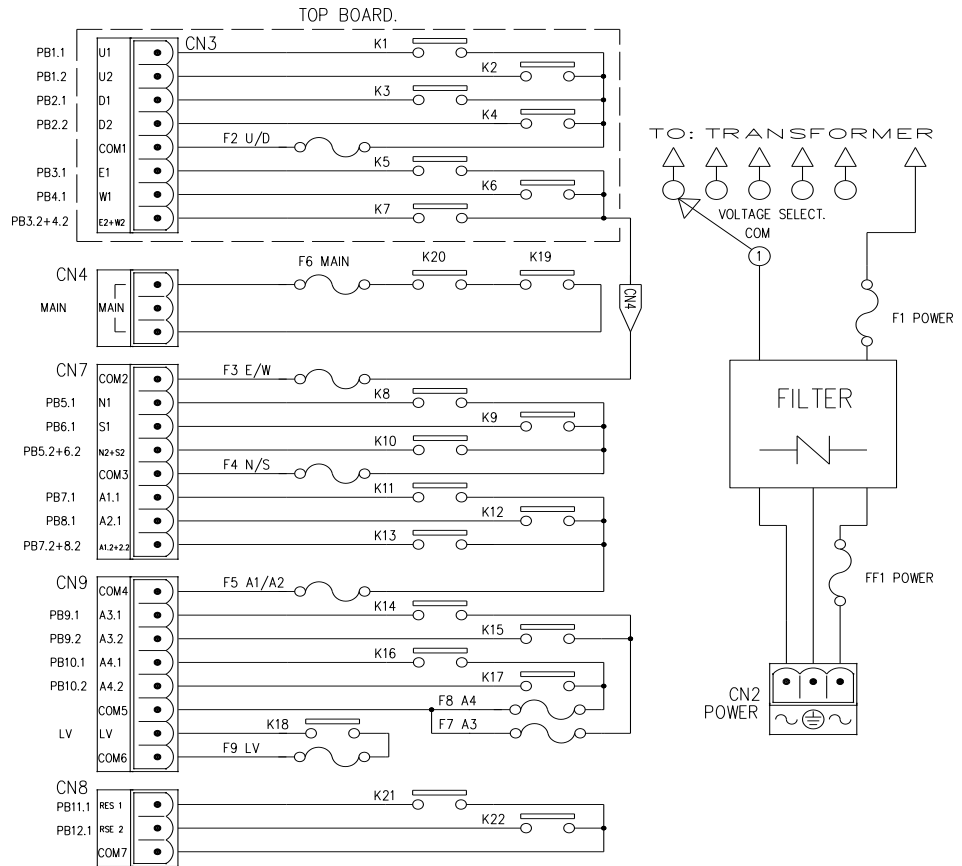 TOP BOARD.
CN3
PB1.1 U1 K1
PB1.2 U2 K2
PB2.1 D1 K3
PB2.2 D2 K4
COM1 F2 U/D
PB3.1 E1 K5
PB4.1 W1 K6
PB3.2+4.2 E2+W2 K7
CN4
F6 MAIN K20 K19
MAIN MAIN
CN4
CN7
COM2 F3 E/W
PB5.1 N1 K8
PB6.1 S1 K9
PB5.2+6.2 N2+S2 K10
COM3 F4 N/S
PB7.1 A1.1 K11
PB8.1 A2.1 K12
PB7.2+8.2 A1.2+2.2 K13
CN9
COM4 F5 A1/A2
PB9.1 A3.1 K14
PB9.2 A3.2 K15
PB10.1 A4.1 K16
PB10.2 A4.2 K17
COM5 F8 A4
F7 A3
LV LV K18
COM6 F9 LV
CN8
PB11.1 RES 1 K21
PB12.1 RSE 2 K22
COM7
TO: TRANSFORMER
VOLTAGE SELECT.
COM
1
F1 POWER
FILTER
FF1 POWER
CN2
POWER